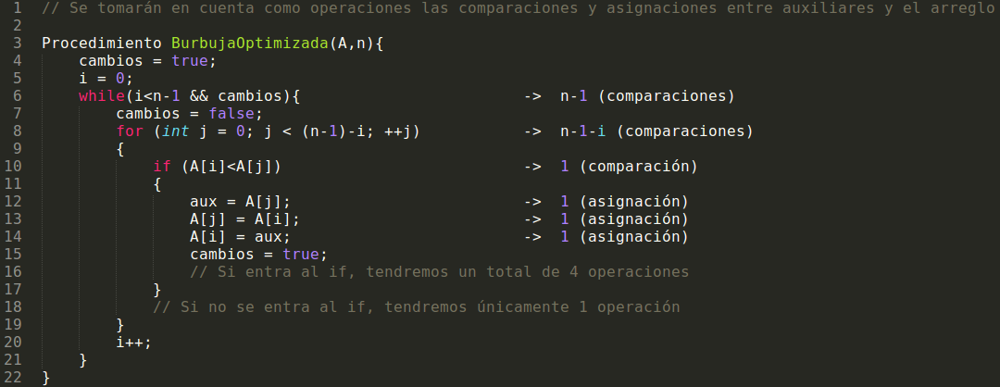 1 // Se tomarán en cuenta como operaciones las comparaciones y asignaciones entre auxiliares y el arreglo
2
3 Procedimiento BurbujaOptimizada(A,n){
4     cambios = true;
5     i = 0;
6     while(i<n-1 && cambios){                        ->  n-1 (comparaciones)
7         cambios = false;
8         for (int j = 0; j < (n-1)-i; ++j)           ->  n-1-i (comparaciones)
9         {
10             if (A[i]<A[j])                          ->  1 (comparación)
11             {
12                 aux = A[j];                         ->  1 (asignación)
13                 A[j] = A[i];                        ->  1 (asignación)
14                 A[i] = aux;                         ->  1 (asignación)
15                 cambios = true;
16                 // Si entra al if, tendremos un total de 4 operaciones
17             }
18             // Si no se entra al if, tendremos únicamente 1 operación
19         }
20         i++;
21     }
22 }